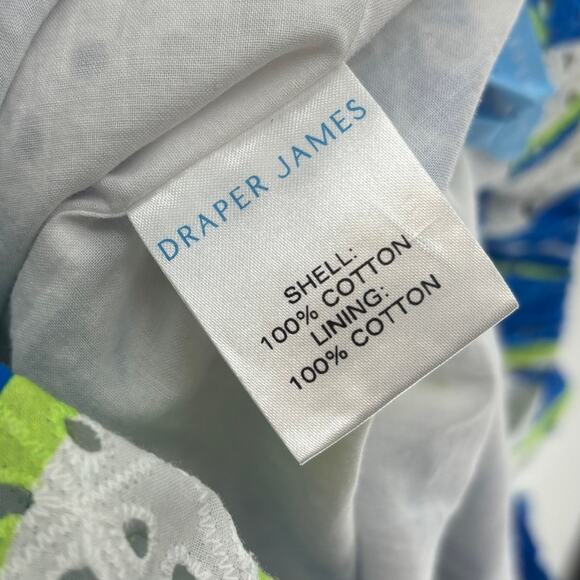 DRAPER JAMES
SHELL:
100% COTTON
LINING:
100% COTTON